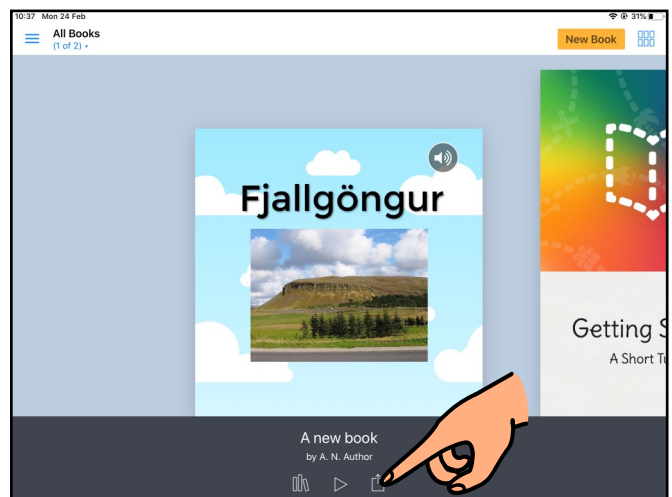 10:37 Mon 24 Feb
31%
All Books
(1 of 2)
New Book
Fjallgöngur
Getting S
A Short Tu
A new book
by A. N. Author